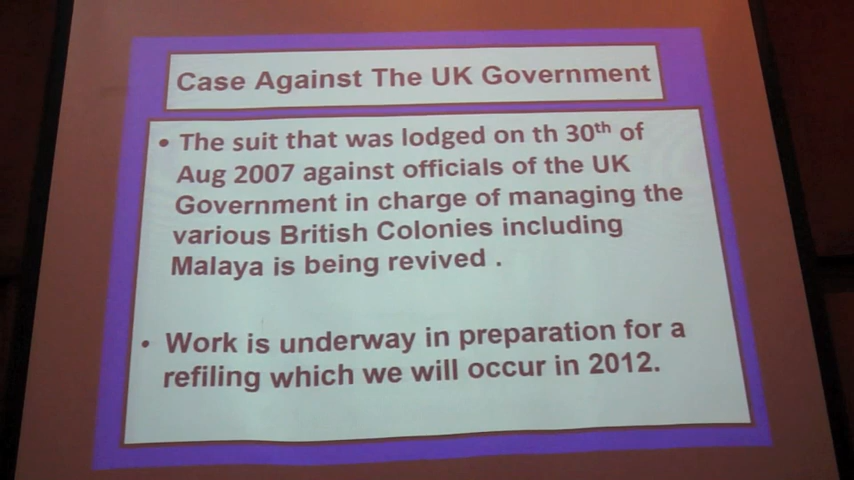 Case Against The UK Government
• The suit that was lodged on th 30th of
Aug 2007 against officials of the UK
Government in charge of managing the
various British Colonies including
Malaya is being revived .
• Work is underway in preparation for a
refiling which we will occur in 2012.